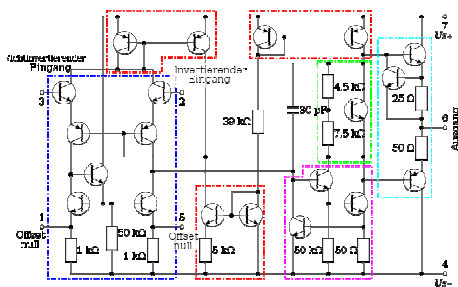 7
Us+
Nichtinvertierender
Eingang
Invertierender
Eingang
3
2
4.5 kΩ
25 Ω
39 kΩ
30 pF
7.5 kΩ
6
Ausgang
50 Ω
1
5
Offset
null
Offset
null
50 kΩ
1 kΩ
1 kΩ
5 kΩ
50 kΩ
50 Ω
4
Us−